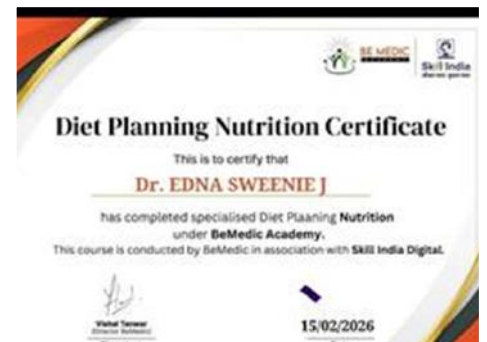 BE MEDIC
Skill India
Diet Planning Nutrition Certificate
This is to certify that
Dr. EDNA SWEENIE J
has completed specialised Diet Plaaning Nutrition
under BeMedic Academy.
This course is conducted by BeMedic in association with Skill India Digital.
Vishal Tanwar
(Director BeMedic)
15/02/2026